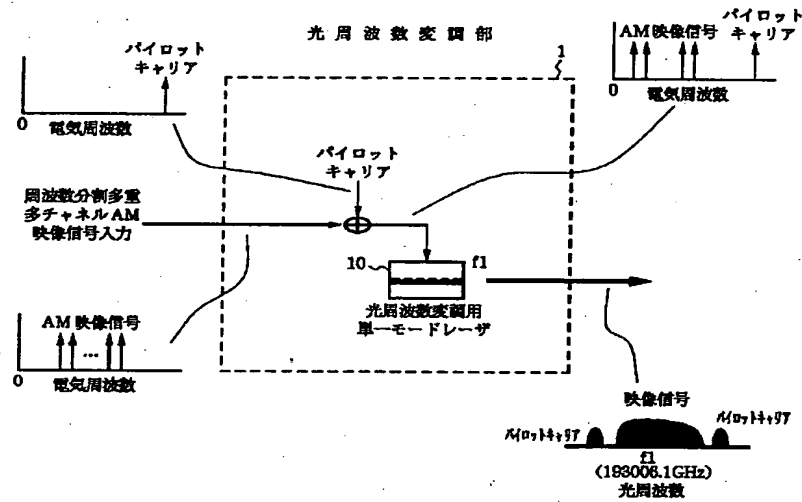 光周波数変調部
1
パイロット
キャリア
0
電気周波数
AM映像信号
パイロット
キャリア
0
電気周波数
パイロット
キャリア
周波数分割多重
多チャネルAM
映像信号入力
10
f1
光周波数変調用
単一モードレーザ
AM映像信号
...
0
電気周波数
映像信号
パイロットキャリア
パイロットキャリア
f1
(193006.1GHz)
光周波数